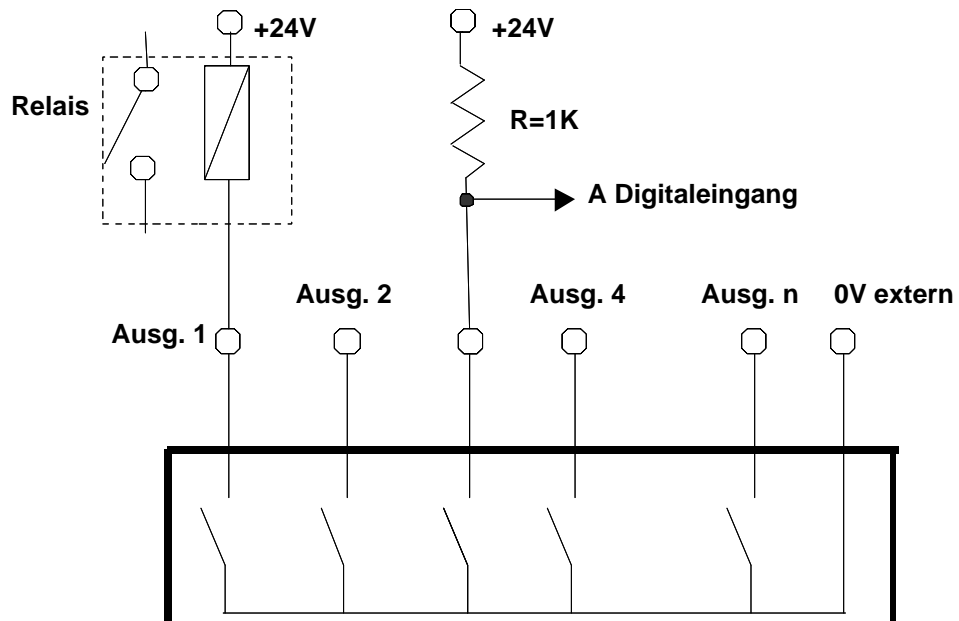 +24V
+24V
Relais
R=1K
A Digitaleingang
Ausg. 2
Ausg. 4
Ausg. n
0V extern
Ausg. 1